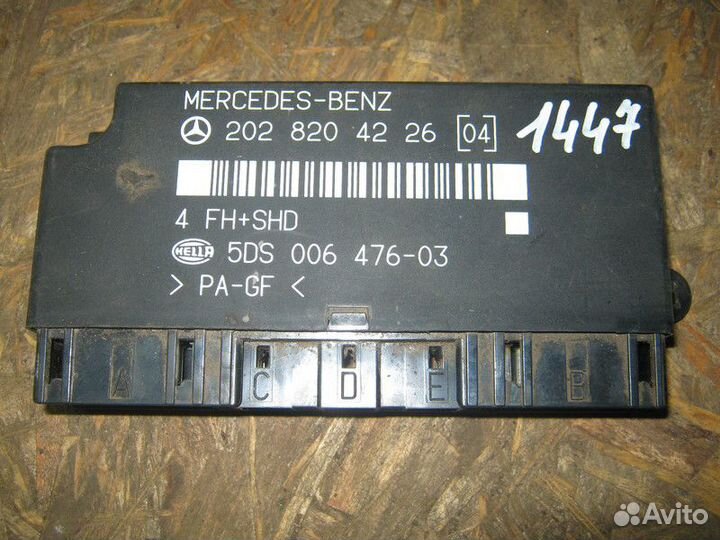 MERCEDES-BENZ
202 820 42 26 [04] 1447
4 FH+SHD
HELLA 5DS 006 476-03
> PA-GF <
A C D E B
Avito